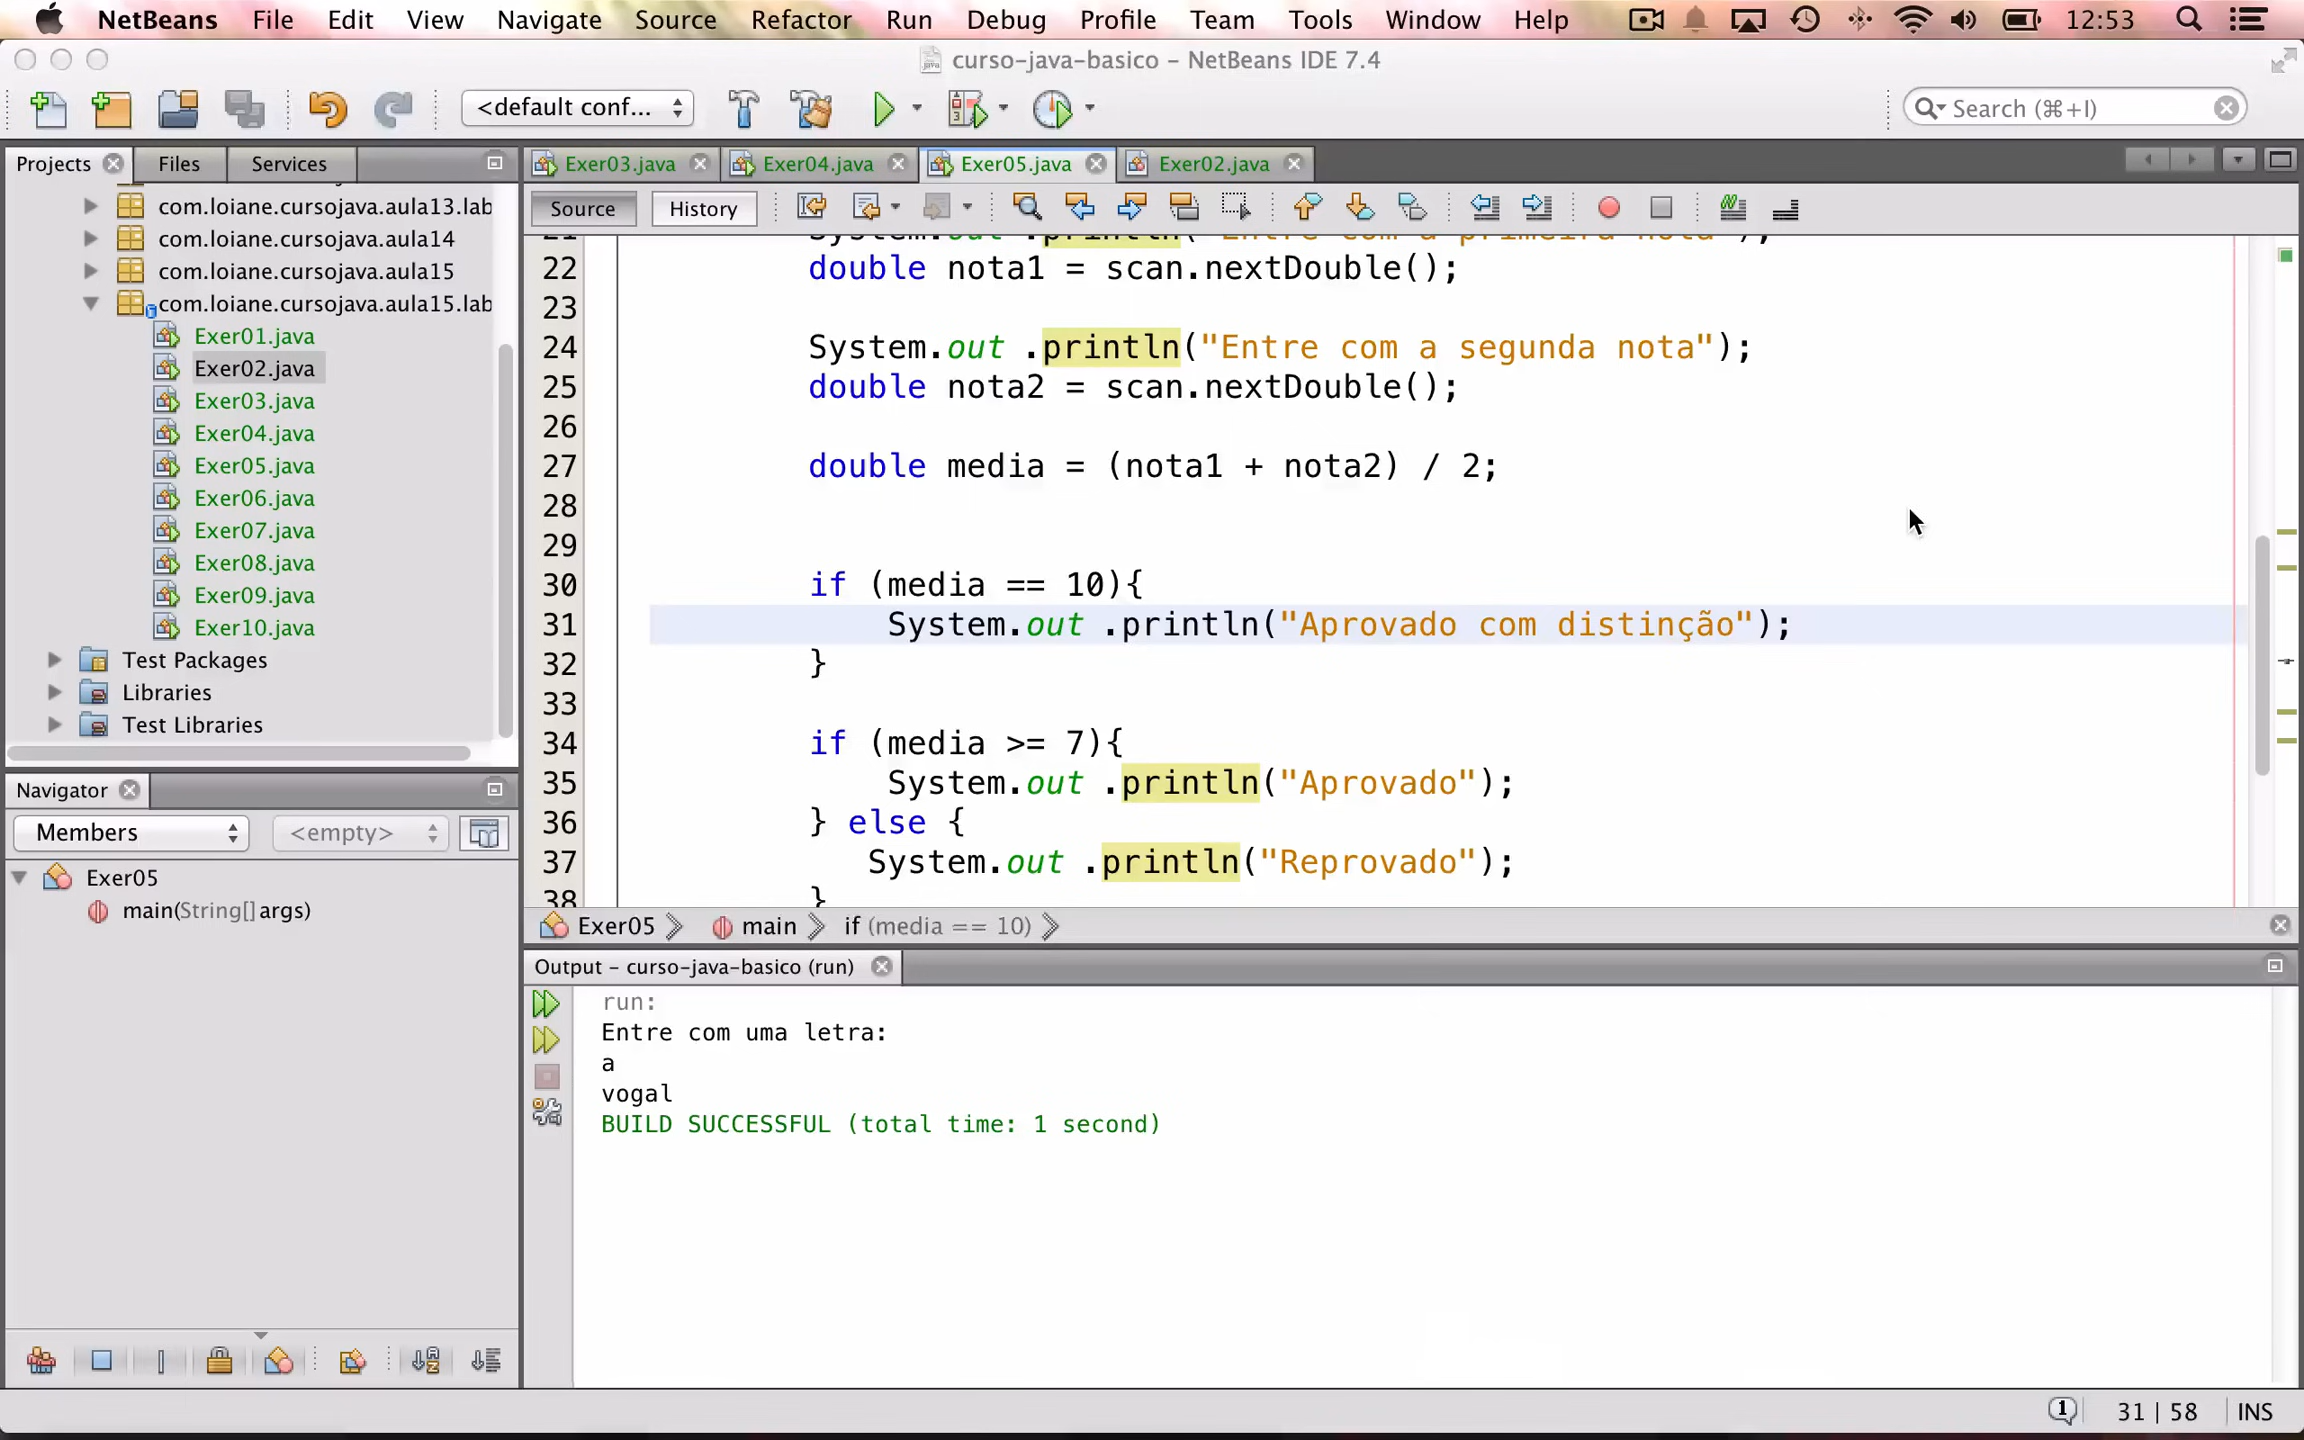 NetBeans File Edit View Navigate Source Refactor Run Debug Profile Team Tools Window Help 12:53
curso-java-basico - NetBeans IDE 7.4
<default conf... Search (⌘+I)
Projects Files Services
com.loiane.cursojava.aula13.lab
com.loiane.cursojava.aula14
com.loiane.cursojava.aula15
com.loiane.cursojava.aula15.lab
Exer01.java
Exer02.java
Exer03.java
Exer04.java
Exer05.java
Exer06.java
Exer07.java
Exer08.java
Exer09.java
Exer10.java
Test Packages
Libraries
Test Libraries
Navigator
Members <empty>
Exer05
main(String[] args)
Exer03.java Exer04.java Exer05.java Exer02.java
Source History
21 System.out .println("Entre com a primeira nota");
22 double nota1 = scan.nextDouble();
23
24 System.out .println("Entre com a segunda nota");
25 double nota2 = scan.nextDouble();
26
27 double media = (nota1 + nota2) / 2;
28
29
30 if (media == 10){
31 System.out .println("Aprovado com distinção");
32 }
33
34 if (media >= 7){
35 System.out .println("Aprovado");
36 } else {
37 System.out .println("Reprovado");
38 }
Exer05 main if (media == 10)
Output - curso-java-basico (run)
run:
Entre com uma letra:
a
vogal
BUILD SUCCESSFUL (total time: 1 second)
1 31 | 58 INS